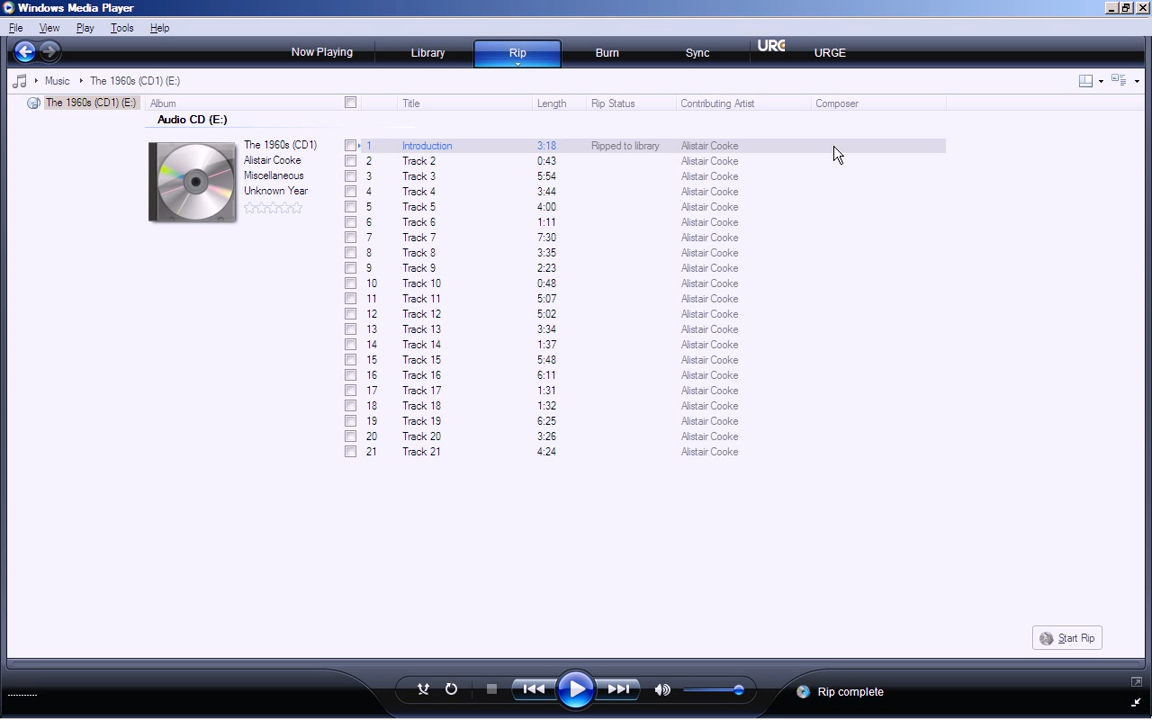 Windows Media Player
File View Play Tools Help
Now Playing Library Rip Burn Sync URGE URGE
Music The 1960s (CD1) (E:)
The 1960s (CD1) (E:) Album Title Length Rip Status Contributing Artist Composer
Audio CD (E:)
The 1960s (CD1)
Alistair Cooke
Miscellaneous
Unknown Year
1 Introduction 3:18 Ripped to library Alistair Cooke
2 Track 2 0:43 Alistair Cooke
3 Track 3 5:54 Alistair Cooke
4 Track 4 3:44 Alistair Cooke
5 Track 5 4:00 Alistair Cooke
6 Track 6 1:11 Alistair Cooke
7 Track 7 7:30 Alistair Cooke
8 Track 8 3:35 Alistair Cooke
9 Track 9 2:23 Alistair Cooke
10 Track 10 0:48 Alistair Cooke
11 Track 11 5:07 Alistair Cooke
12 Track 12 5:02 Alistair Cooke
13 Track 13 3:34 Alistair Cooke
14 Track 14 1:37 Alistair Cooke
15 Track 15 5:48 Alistair Cooke
16 Track 16 6:11 Alistair Cooke
17 Track 17 1:31 Alistair Cooke
18 Track 18 1:32 Alistair Cooke
19 Track 19 6:25 Alistair Cooke
20 Track 20 3:26 Alistair Cooke
21 Track 21 4:24 Alistair Cooke
Start Rip
........... Rip complete